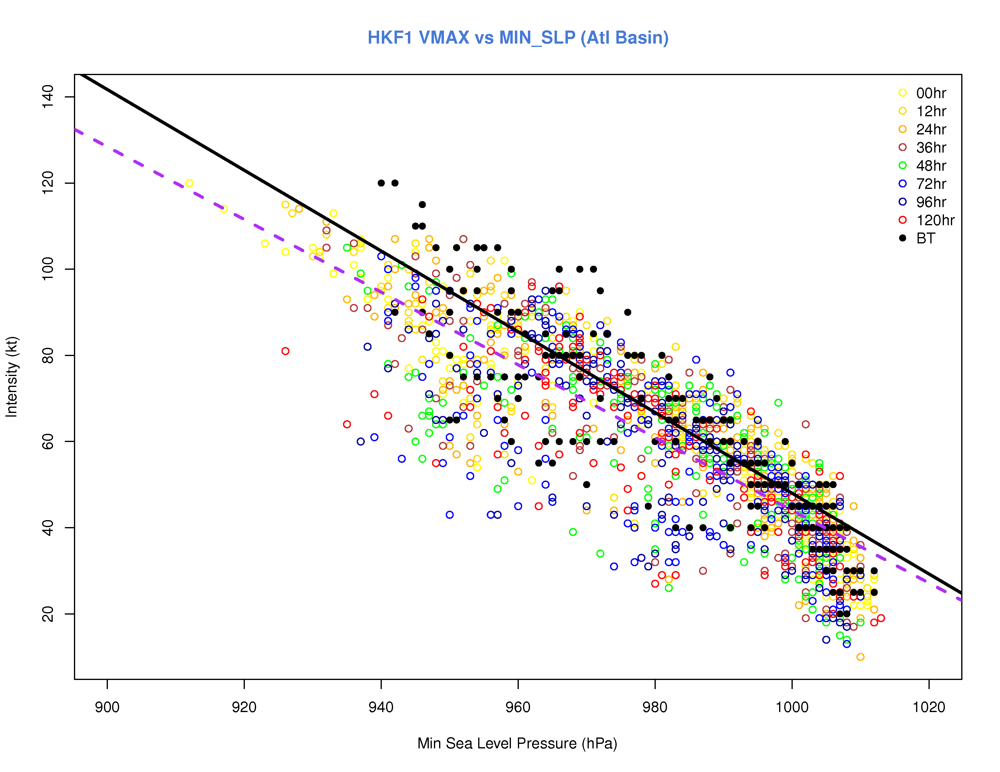 HKF1 VMAX vs MIN_SLP (Atl Basin)
Intensity (kt)
140
120
100
80
60
40
20
00hr
12hr
24hr
36hr
48hr
72hr
96hr
120hr
BT
900 920 940 960 980 1000 1020
Min Sea Level Pressure (hPa)